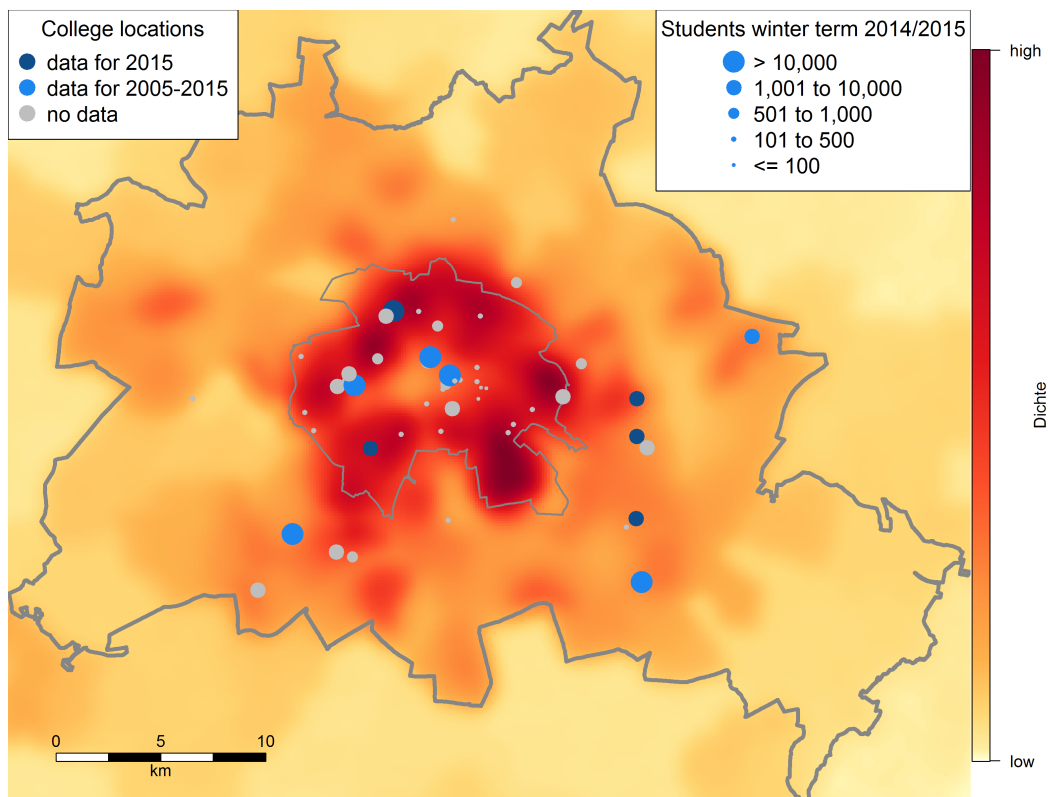 College locations
data for 2015
data for 2005-2015
no data
Students winter term 2014/2015
> 10,000
1,001 to 10,000
501 to 1,000
101 to 500
<= 100
high
Dichte
low
0 5 10
km